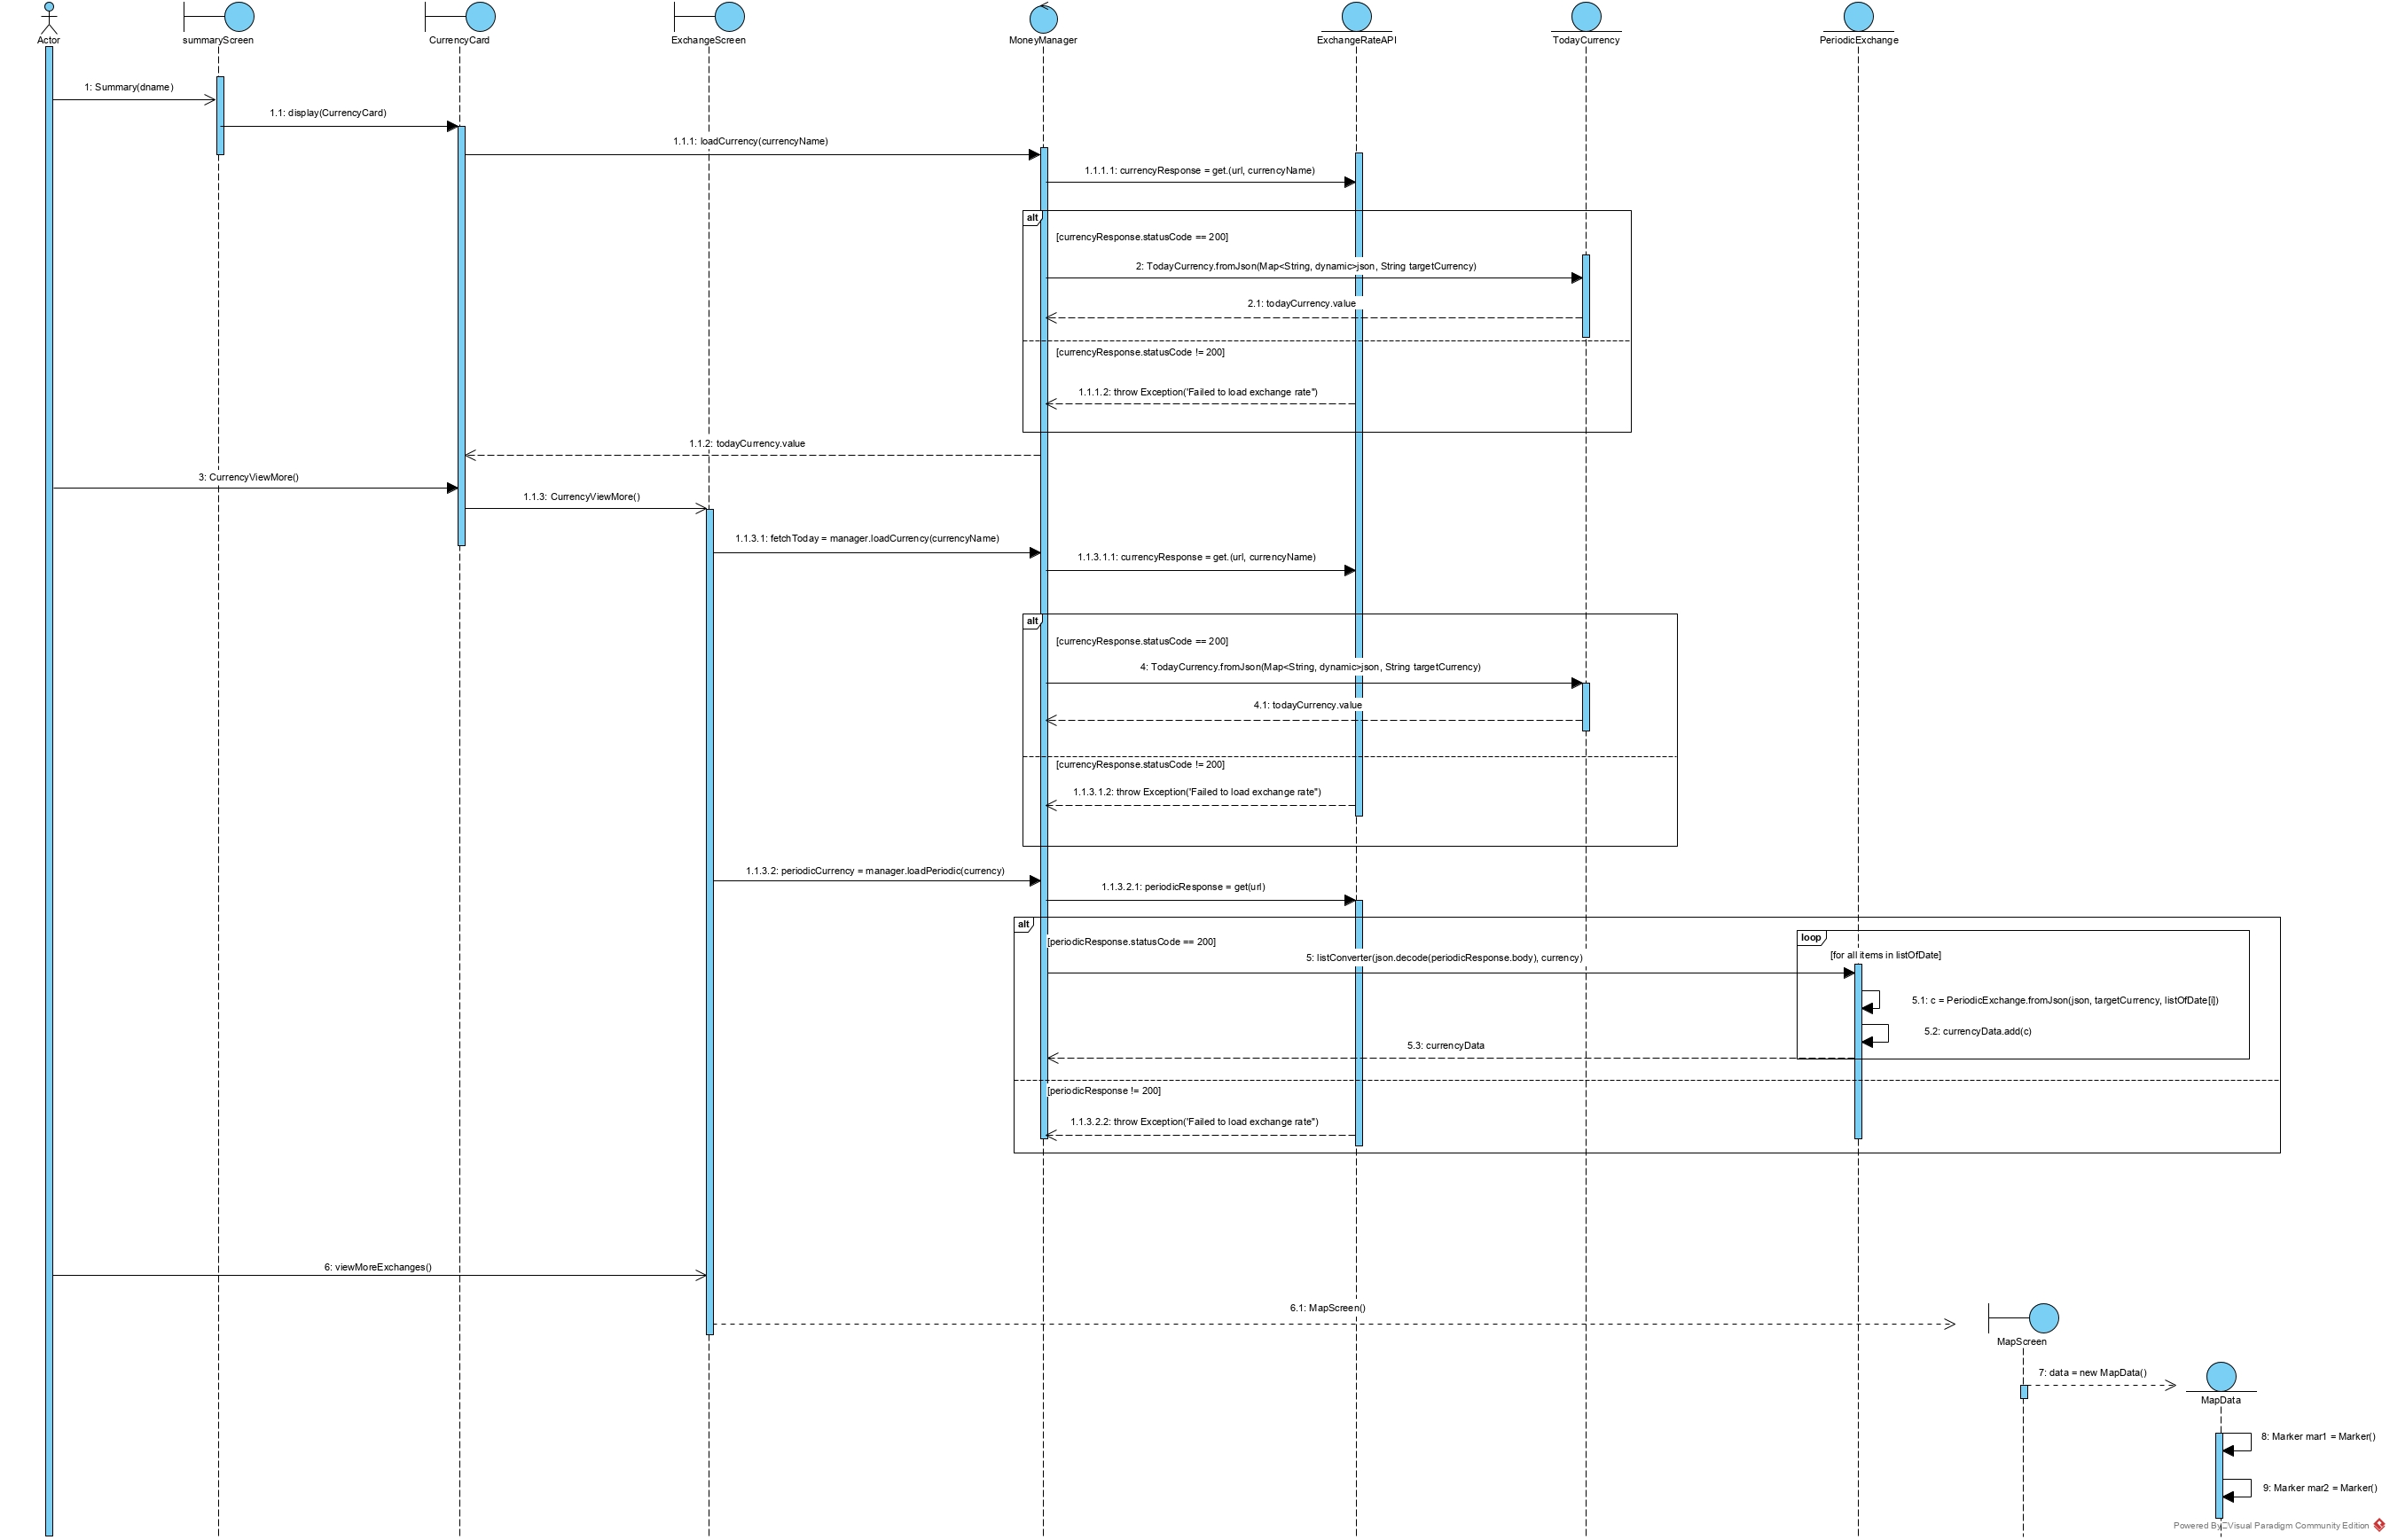 Actor
summaryScreen
CurrencyCard
ExchangeScreen
MoneyManager
ExchangeRateAPI
TodayCurrency
PeriodicExchange
1: Summary(dname)
1.1: display(CurrencyCard)
1.1.1: loadCurrency(currencyName)
1.1.1.1: currencyResponse = get.(url, currencyName)
alt
[currencyResponse.statusCode == 200]
2: TodayCurrency.fromJson(Map<String, dynamic>json, String targetCurrency)
2.1: todayCurrency.value
[currencyResponse.statusCode != 200]
1.1.1.2: throw Exception("Failed to load exchange rate")
1.1.2: todayCurrency.value
3: CurrencyViewMore()
1.1.3: CurrencyViewMore()
1.1.3.1: fetchToday = manager.loadCurrency(currencyName)
1.1.3.1.1: currencyResponse = get.(url, currencyName)
alt
[currencyResponse.statusCode == 200]
4: TodayCurrency.fromJson(Map<String, dynamic>json, String targetCurrency)
4.1: todayCurrency.value
[currencyResponse.statusCode != 200]
1.1.3.1.2: throw Exception("Failed to load exchange rate")
1.1.3.2: periodicCurrency = manager.loadPeriodic(currency)
1.1.3.2.1: periodicResponse = get(url)
alt
[periodicResponse.statusCode == 200]
loop
[for all items in listOfDate]
5: listConverter(json.decode(periodicResponse.body), currency)
5.1: c = PeriodicExchange.fromJson(json, targetCurrency, listOfDate[i])
5.2: currencyData.add(c)
5.3: currencyData
[periodicResponse != 200]
1.1.3.2.2: throw Exception("Failed to load exchange rate")
6: viewMoreExchanges()
6.1: MapScreen()
MapScreen
7: data = new MapData()
MapData
8: Marker mar1 = Marker()
9: Marker mar2 = Marker()
Powered By Visual Paradigm Community Edition